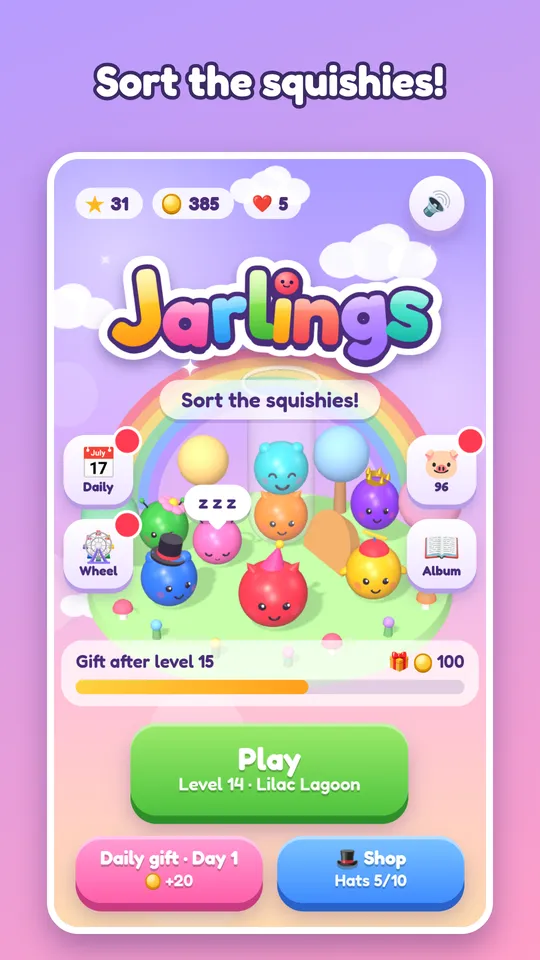 Sort the squishies!
31
385
5
Jarlings
Sort the squishies!
July
17
Daily
96
z z z
Wheel
Album
Gift after level 15
100
Play
Level 14 · Lilac Lagoon
Daily gift · Day 1
+20
Shop
Hats 5/10